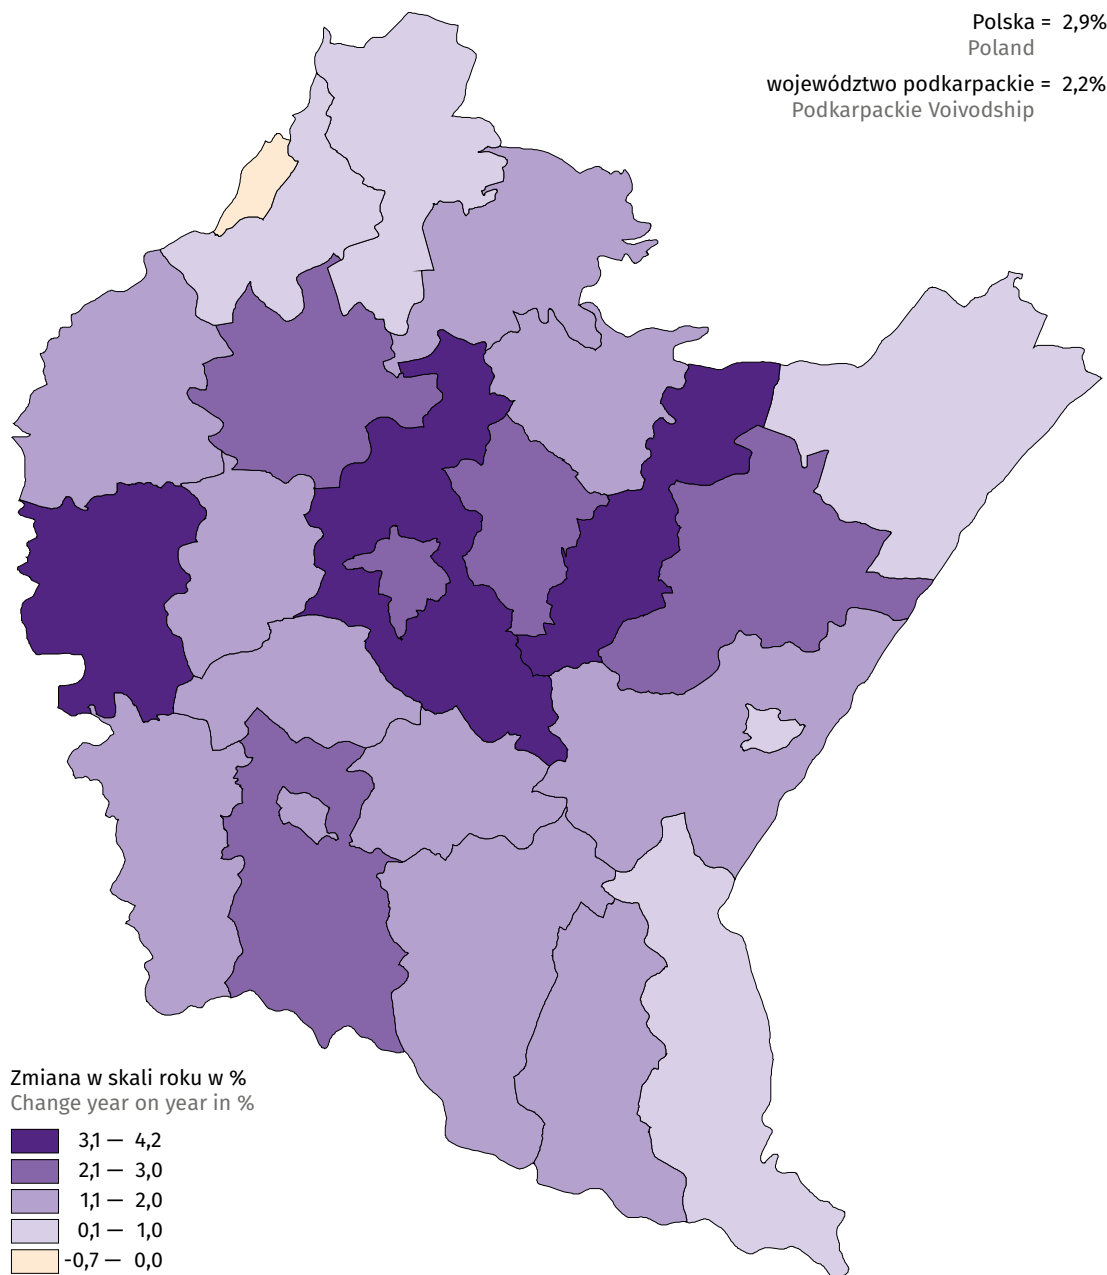 Polska = 2,9%
Poland
województwo podkarpackie = 2,2%
Podkarpackie Voivodship
Zmiana w skali roku w %
Change year on year in %
3,1 — 4,2
2,1 — 3,0
1,1 — 2,0
0,1 — 1,0
-0,7 — 0,0